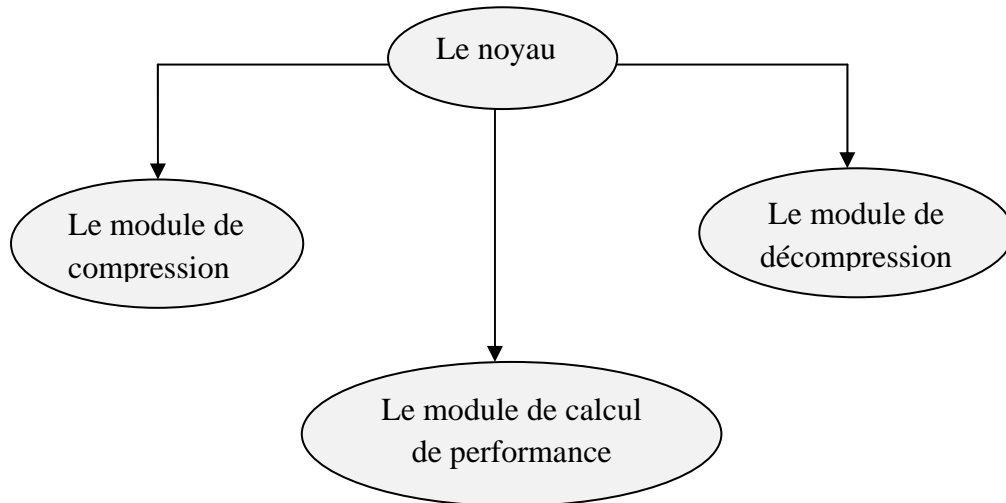 Le noyau
Le module de
compression
Le module de
décompression
Le module de calcul
de performance